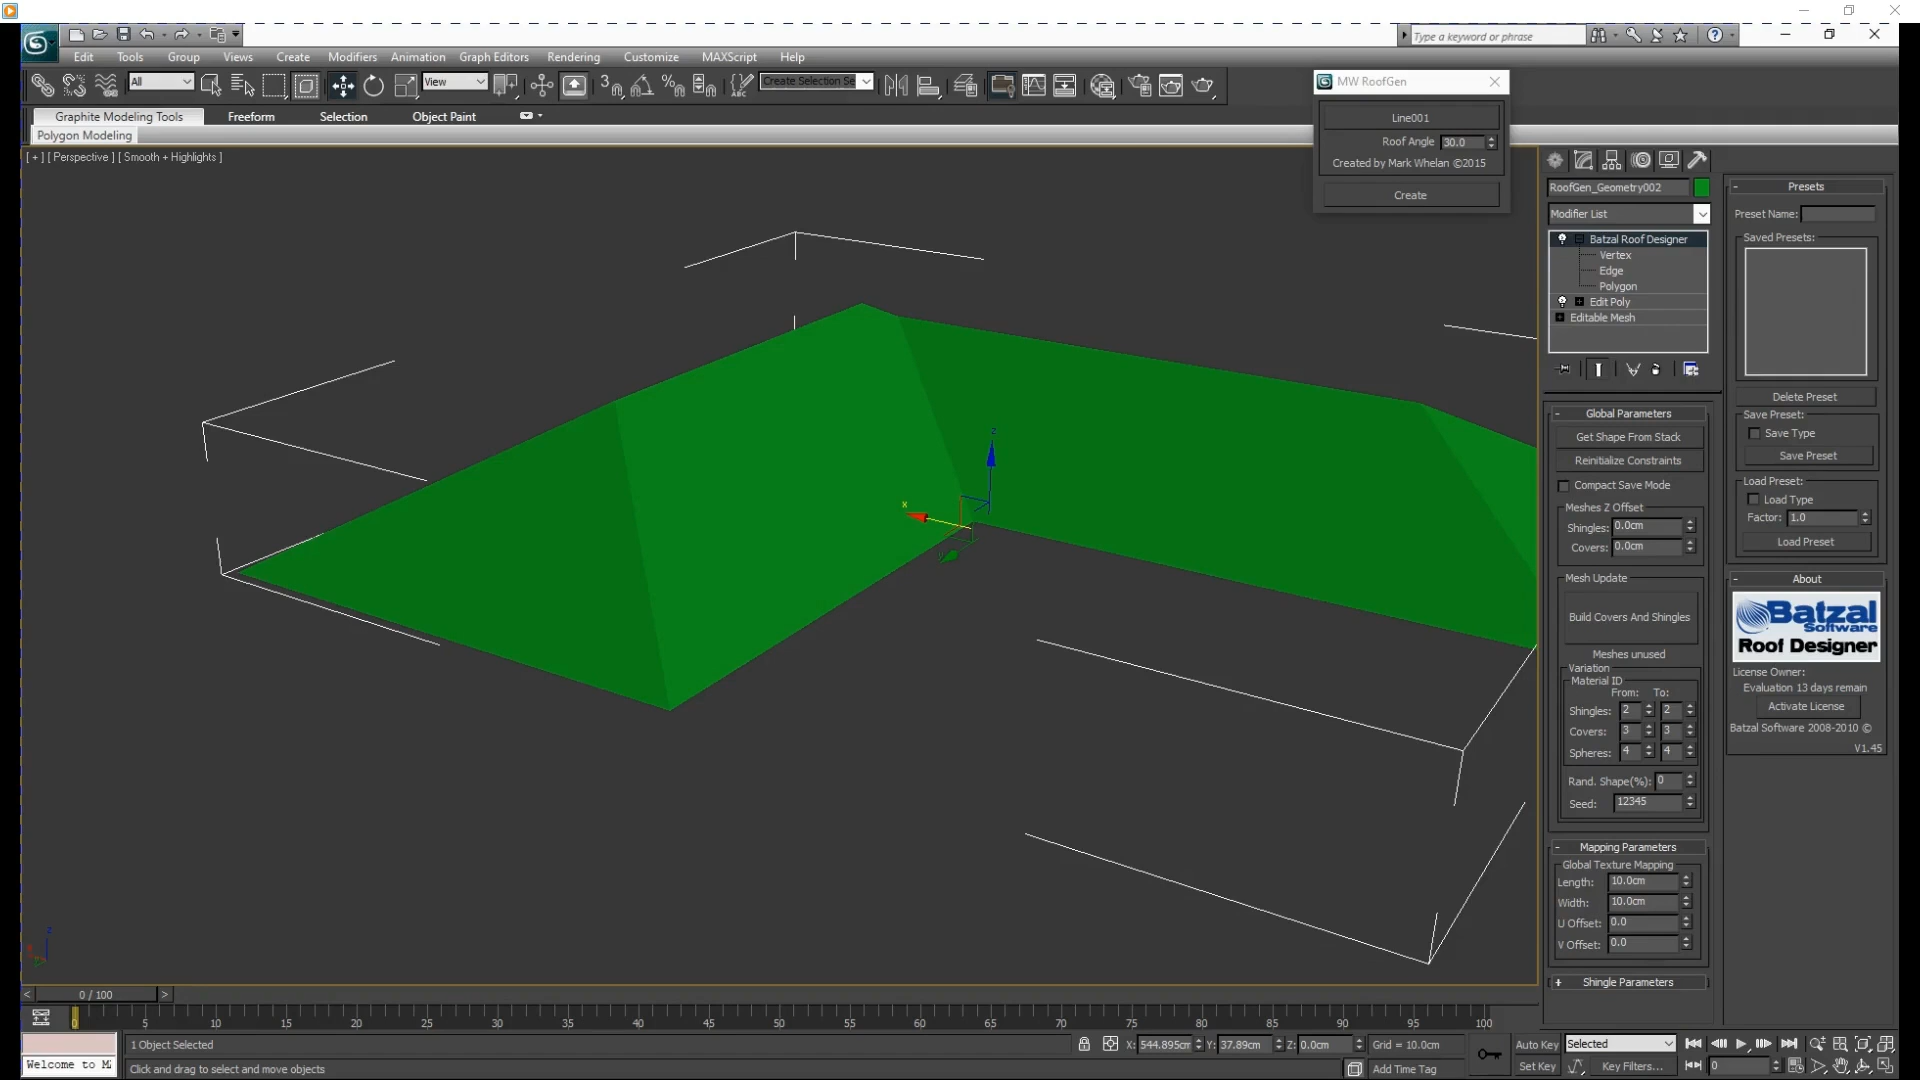 Type a keyword or phrase
Edit Tools Group Views Create Modifiers Animation Graph Editors Rendering Customize MAXScript Help
All
View
Create Selection Se
Graphite Modeling Tools Freeform Selection Object Paint
Polygon Modeling
[ + ] [ Perspective ] [ Smooth + Highlights ]
MW RoofGen
Line001
Roof Angle 30.0
Created by Mark Whelan ©2015
Create
x
z
RoofGen_Geometry002
Modifier List
Batzal Roof Designer
Vertex
Edge
Polygon
Edit Poly
Editable Mesh
- Global Parameters
Get Shape From Stack
Reinitialize Constraints
Compact Save Mode
Meshes Z Offset
Shingles: 0.0cm
Covers: 0.0cm
Mesh Update
Build Covers And Shingles
Meshes unused
Variation
Material ID
From: To:
Shingles: 2 2
Covers: 3 3
Spheres: 4 4
Rand. Shape(%): 0
Seed: 12345
- Mapping Parameters
Global Texture Mapping
Length: 10.0cm
Width: 10.0cm
U Offset: 0.0
V Offset: 0.0
+ Shingle Parameters
- Presets
Preset Name:
Saved Presets:
Delete Preset
Save Preset:
Save Type
Save Preset
Load Preset:
Load Type
Factor: 1.0
Load Preset
- About
Batzal
Software
Roof Designer
License Owner:
Evaluation 13 days remain
Activate License
Batzal Software 2008-2010 ©
V1.45
< 0 / 100 >
0 5 10 15 20 25 30 35 40 45 50 55 60 65 70 75 80 85 90 95 100
1 Object Selected
X: 544.895cm Y: 37.89cm Z: 0.0cm Grid = 10.0cm
Auto Key Selected
Welcome to M
Click and drag to select and move objects
Add Time Tag
Set Key Key Filters... 0